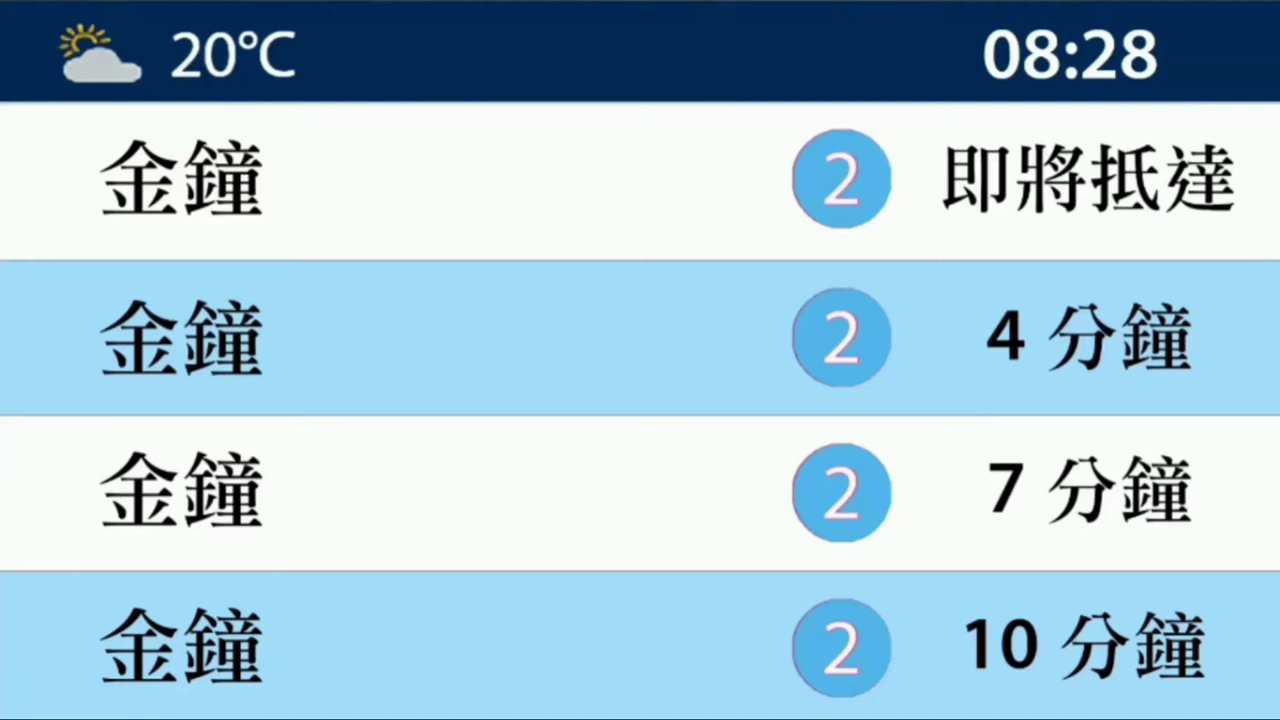 20°C 08:28
金鐘 2 即將抵達
金鐘 2 4 分鐘
金鐘 2 7 分鐘
金鐘 2 10 分鐘